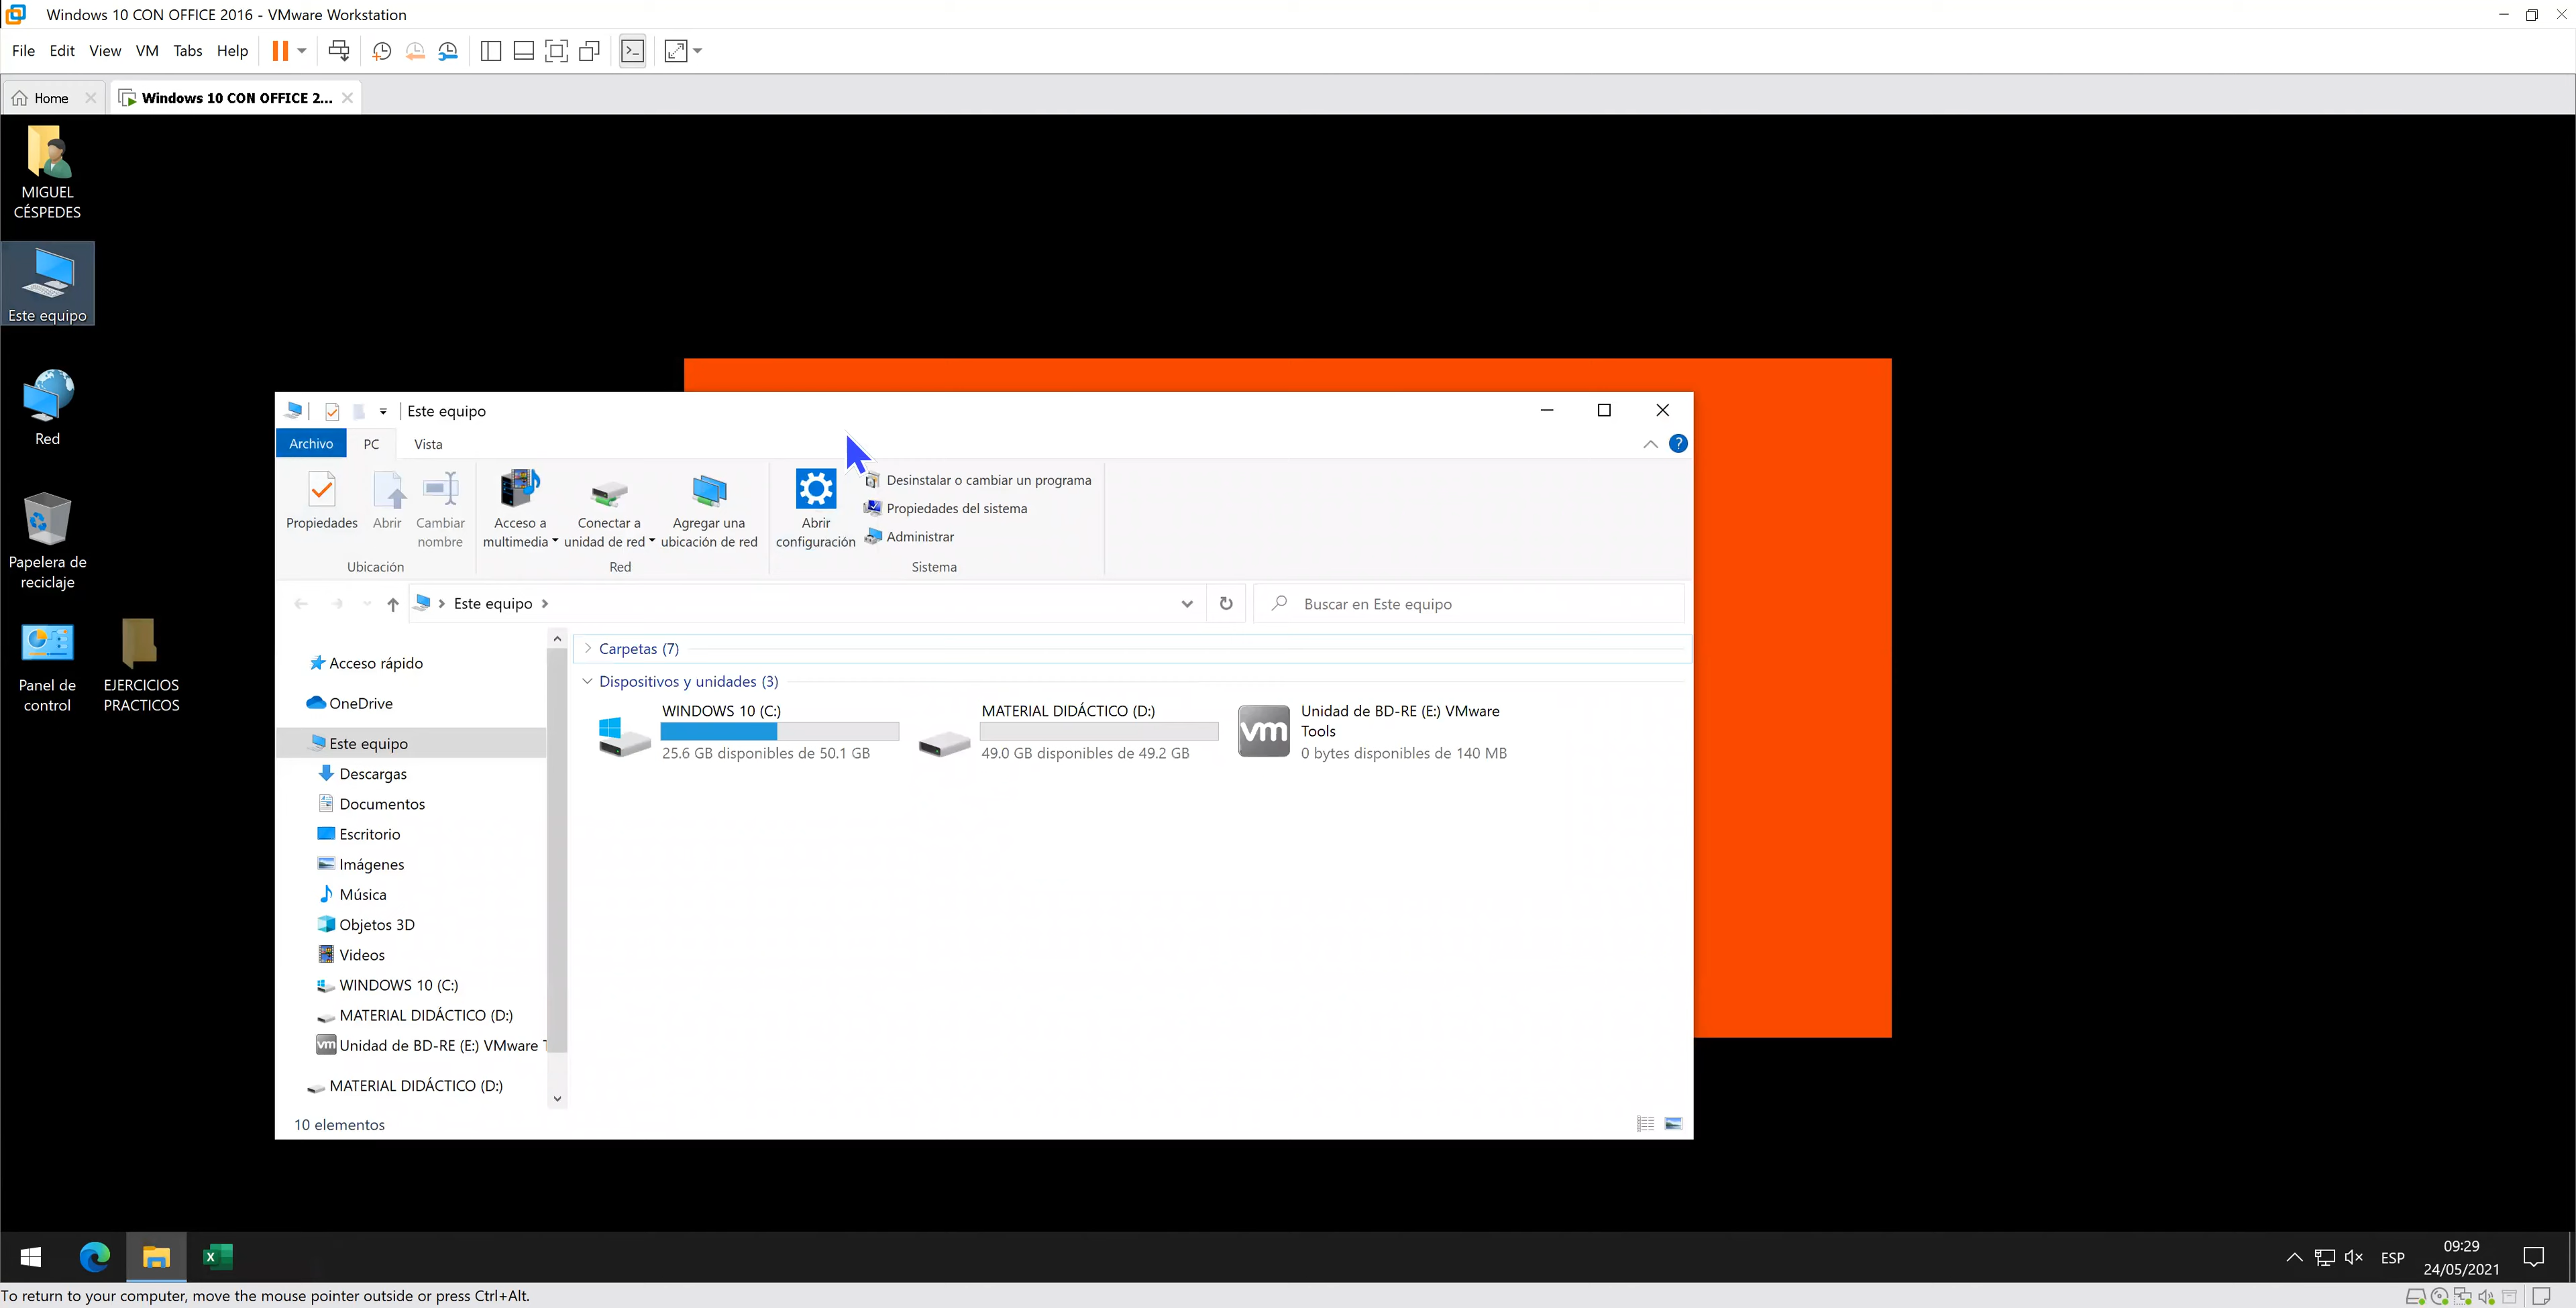 Windows 10 CON OFFICE 2016 - VMware Workstation
File Edit View VM Tabs Help
Home
Windows 10 CON OFFICE 2...
MIGUEL
CÉSPEDES
Este equipo
Red
Papelera de
reciclaje
Panel de
control
EJERCICIOS
PRACTICOS
Este equipo
Archivo PC Vista
Propiedades
Abrir
Cambiar
nombre
Ubicación
Acceso a
multimedia
Conectar a
unidad de red
Agregar una
ubicación de red
Red
Abrir
configuración
Desinstalar o cambiar un programa
Propiedades del sistema
Administrar
Sistema
Este equipo
Buscar en Este equipo
Acceso rápido
OneDrive
Este equipo
Descargas
Documentos
Escritorio
Imágenes
Música
Objetos 3D
Videos
WINDOWS 10 (C:)
MATERIAL DIDÁCTICO (D:)
Unidad de BD-RE (E:) VMware
MATERIAL DIDÁCTICO (D:)
Carpetas (7)
Dispositivos y unidades (3)
WINDOWS 10 (C:)
25.6 GB disponibles de 50.1 GB
MATERIAL DIDÁCTICO (D:)
49.0 GB disponibles de 49.2 GB
vm
Unidad de BD-RE (E:) VMware
Tools
0 bytes disponibles de 140 MB
10 elementos
ESP
09:29
24/05/2021
To return to your computer, move the mouse pointer outside or press Ctrl+Alt.